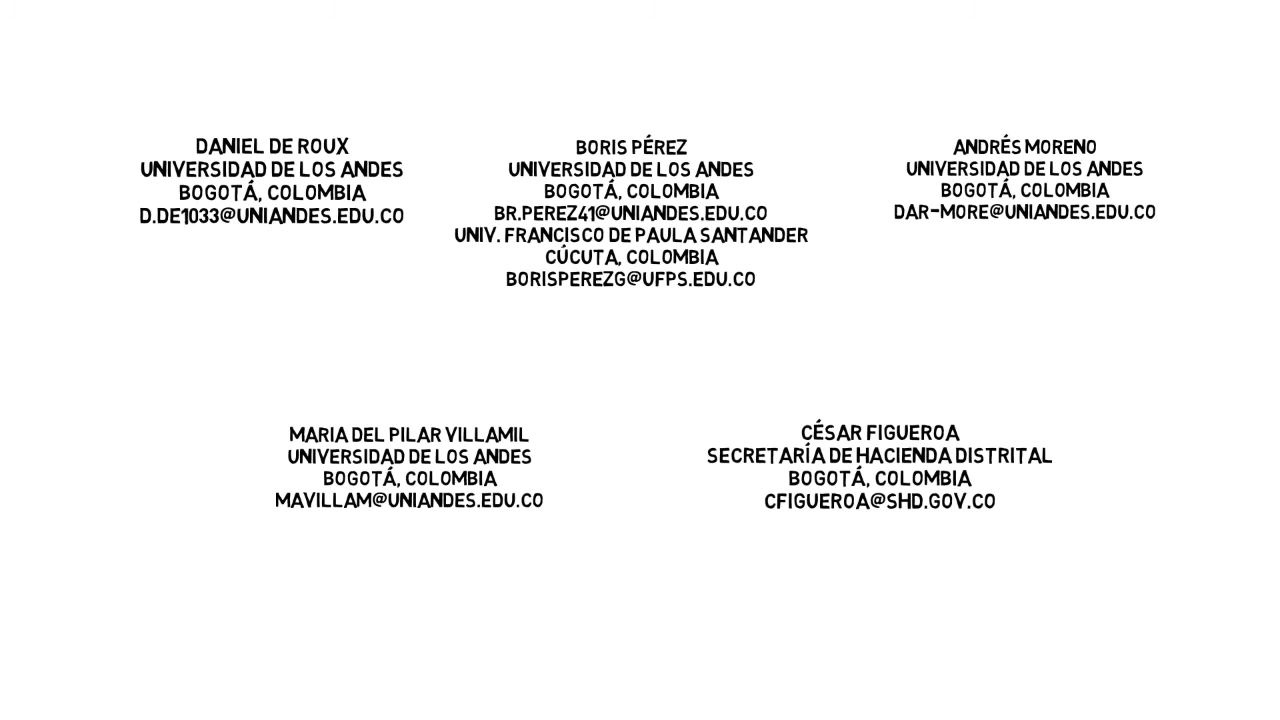 DANIEL DE ROUX
UNIVERSIDAD DE LOS ANDES
BOGOTÁ, COLOMBIA
D.DE1033@UNIANDES.EDU.CO
BORIS PÉREZ
UNIVERSIDAD DE LOS ANDES
BOGOTÁ, COLOMBIA
BR.PEREZ41@UNIANDES.EDU.CO
UNIV. FRANCISCO DE PAULA SANTANDER
CÚCUTA, COLOMBIA
BORISPEREZG@UFPS.EDU.CO
ANDRÉS MORENO
UNIVERSIDAD DE LOS ANDES
BOGOTÁ, COLOMBIA
DAR-MORE@UNIANDES.EDU.CO
MARIA DEL PILAR VILLAMIL
UNIVERSIDAD DE LOS ANDES
BOGOTÁ, COLOMBIA
MAVILLAM@UNIANDES.EDU.CO
CÉSAR FIGUEROA
SECRETARÍA DE HACIENDA DISTRITAL
BOGOTÁ, COLOMBIA
CFIGUEROA@SHD.GOV.CO